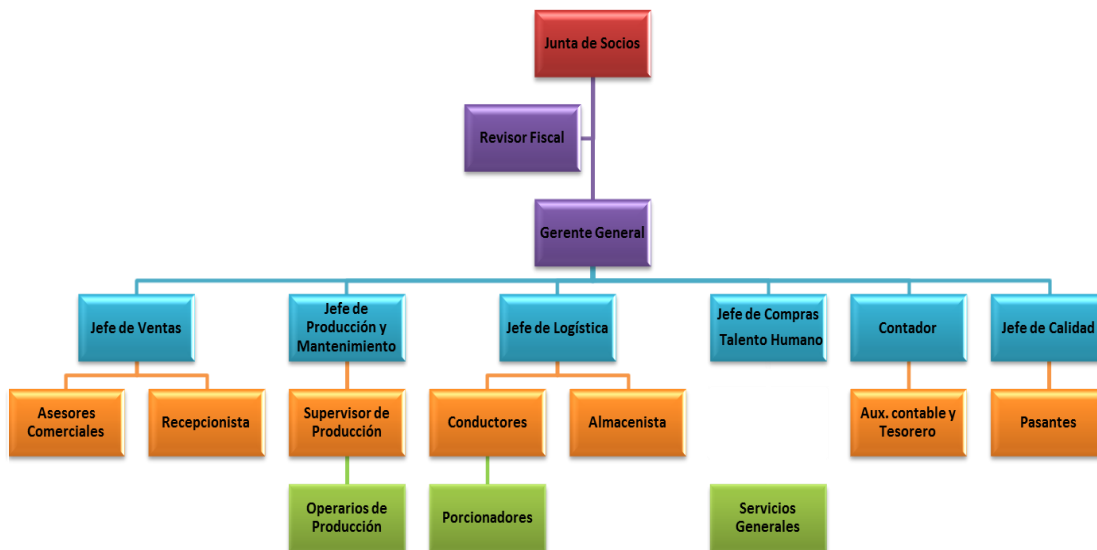 Junta de Socios
Revisor Fiscal
Gerente General
Jefe de Ventas
Jefe de
Producción y
Mantenimiento
Jefe de Logística
Jefe de Compras
Talento Humano
Contador
Jefe de Calidad
Asesores
Comerciales
Recepcionista
Supervisor de
Producción
Conductores
Almacenista
Aux. contable y
Tesorero
Pasantes
Operarios de
Producción
Porcionadores
Servicios
Generales